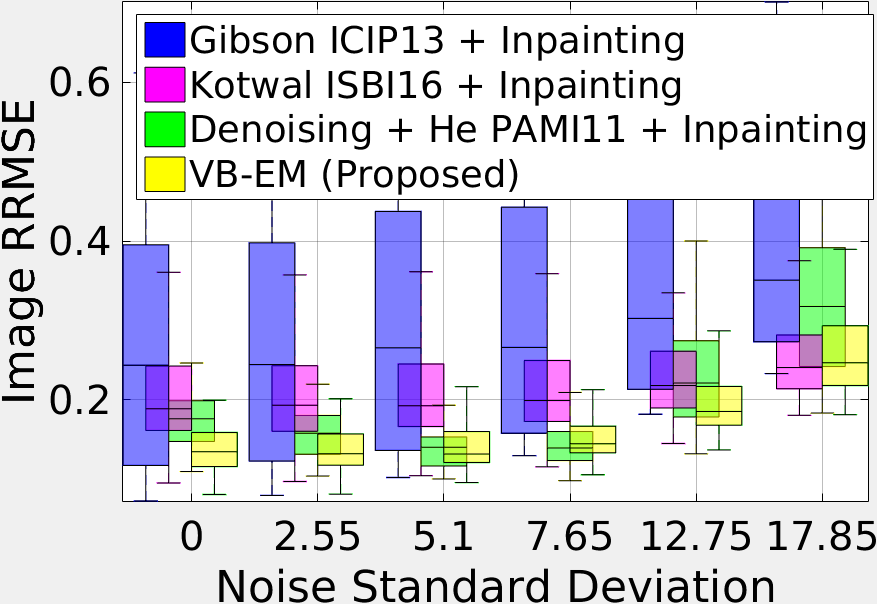 Gibson ICIP13 + Inpainting
Kotwal ISBI16 + Inpainting
Denoising + He PAMI11 + Inpainting
VB-EM (Proposed)
Image RRMSE
0.6
0.4
0.2
0 2.55 5.1 7.65 12.75 17.85
Noise Standard Deviation